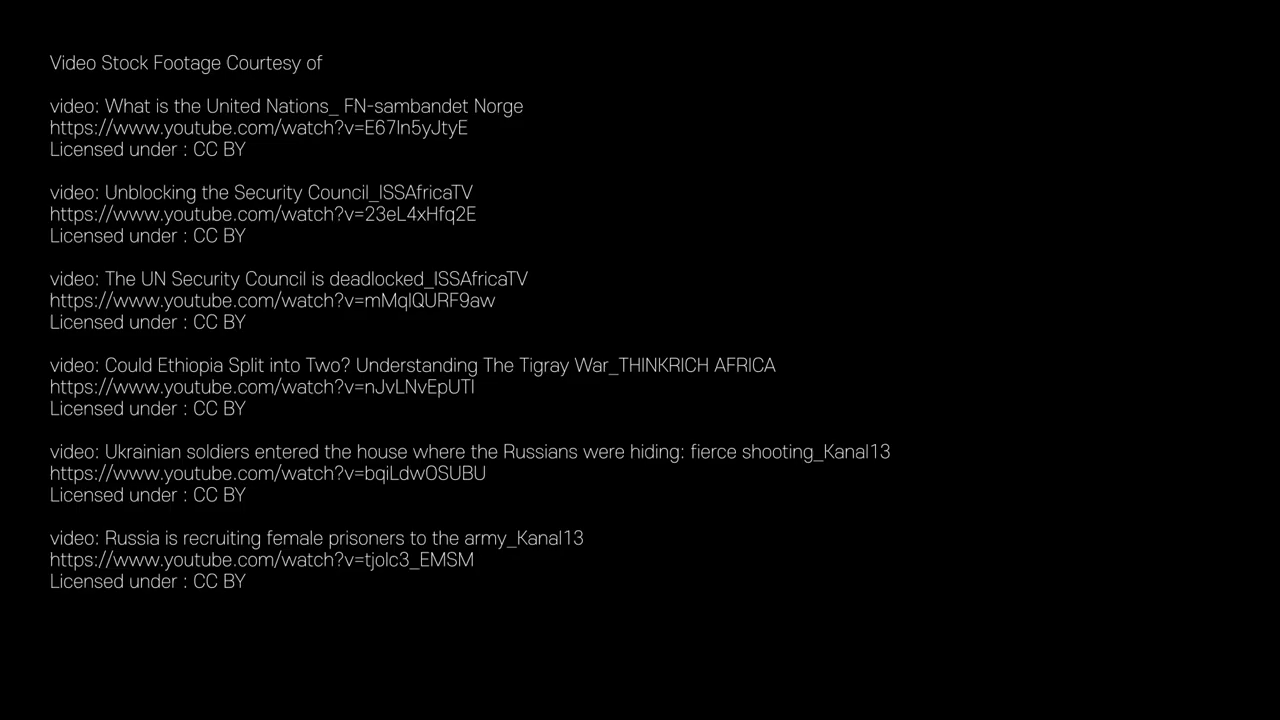 Video Stock Footage Courtesy of
video: What is the United Nations_ FN-sambandet Norge
https://www.youtube.com/watch?v=E67In5yJtyE
Licensed under : CC BY
video: Unblocking the Security Council_ISSAfricaTV
https://www.youtube.com/watch?v=23eL4xHfq2E
Licensed under : CC BY
video: The UN Security Council is deadlocked_ISSAfricaTV
https://www.youtube.com/watch?v=mMqlQURF9aw
Licensed under : CC BY
video: Could Ethiopia Split into Two? Understanding The Tigray War_THINKRICH AFRICA
https://www.youtube.com/watch?v=nJvLNvEpUTI
Licensed under : CC BY
video: Ukrainian soldiers entered the house where the Russians were hiding: fierce shooting_Kanal13
https://www.youtube.com/watch?v=bqiLdwOSUBU
Licensed under : CC BY
video: Russia is recruiting female prisoners to the army_Kanal13
https://www.youtube.com/watch?v=tjolc3_EMSM
Licensed under : CC BY